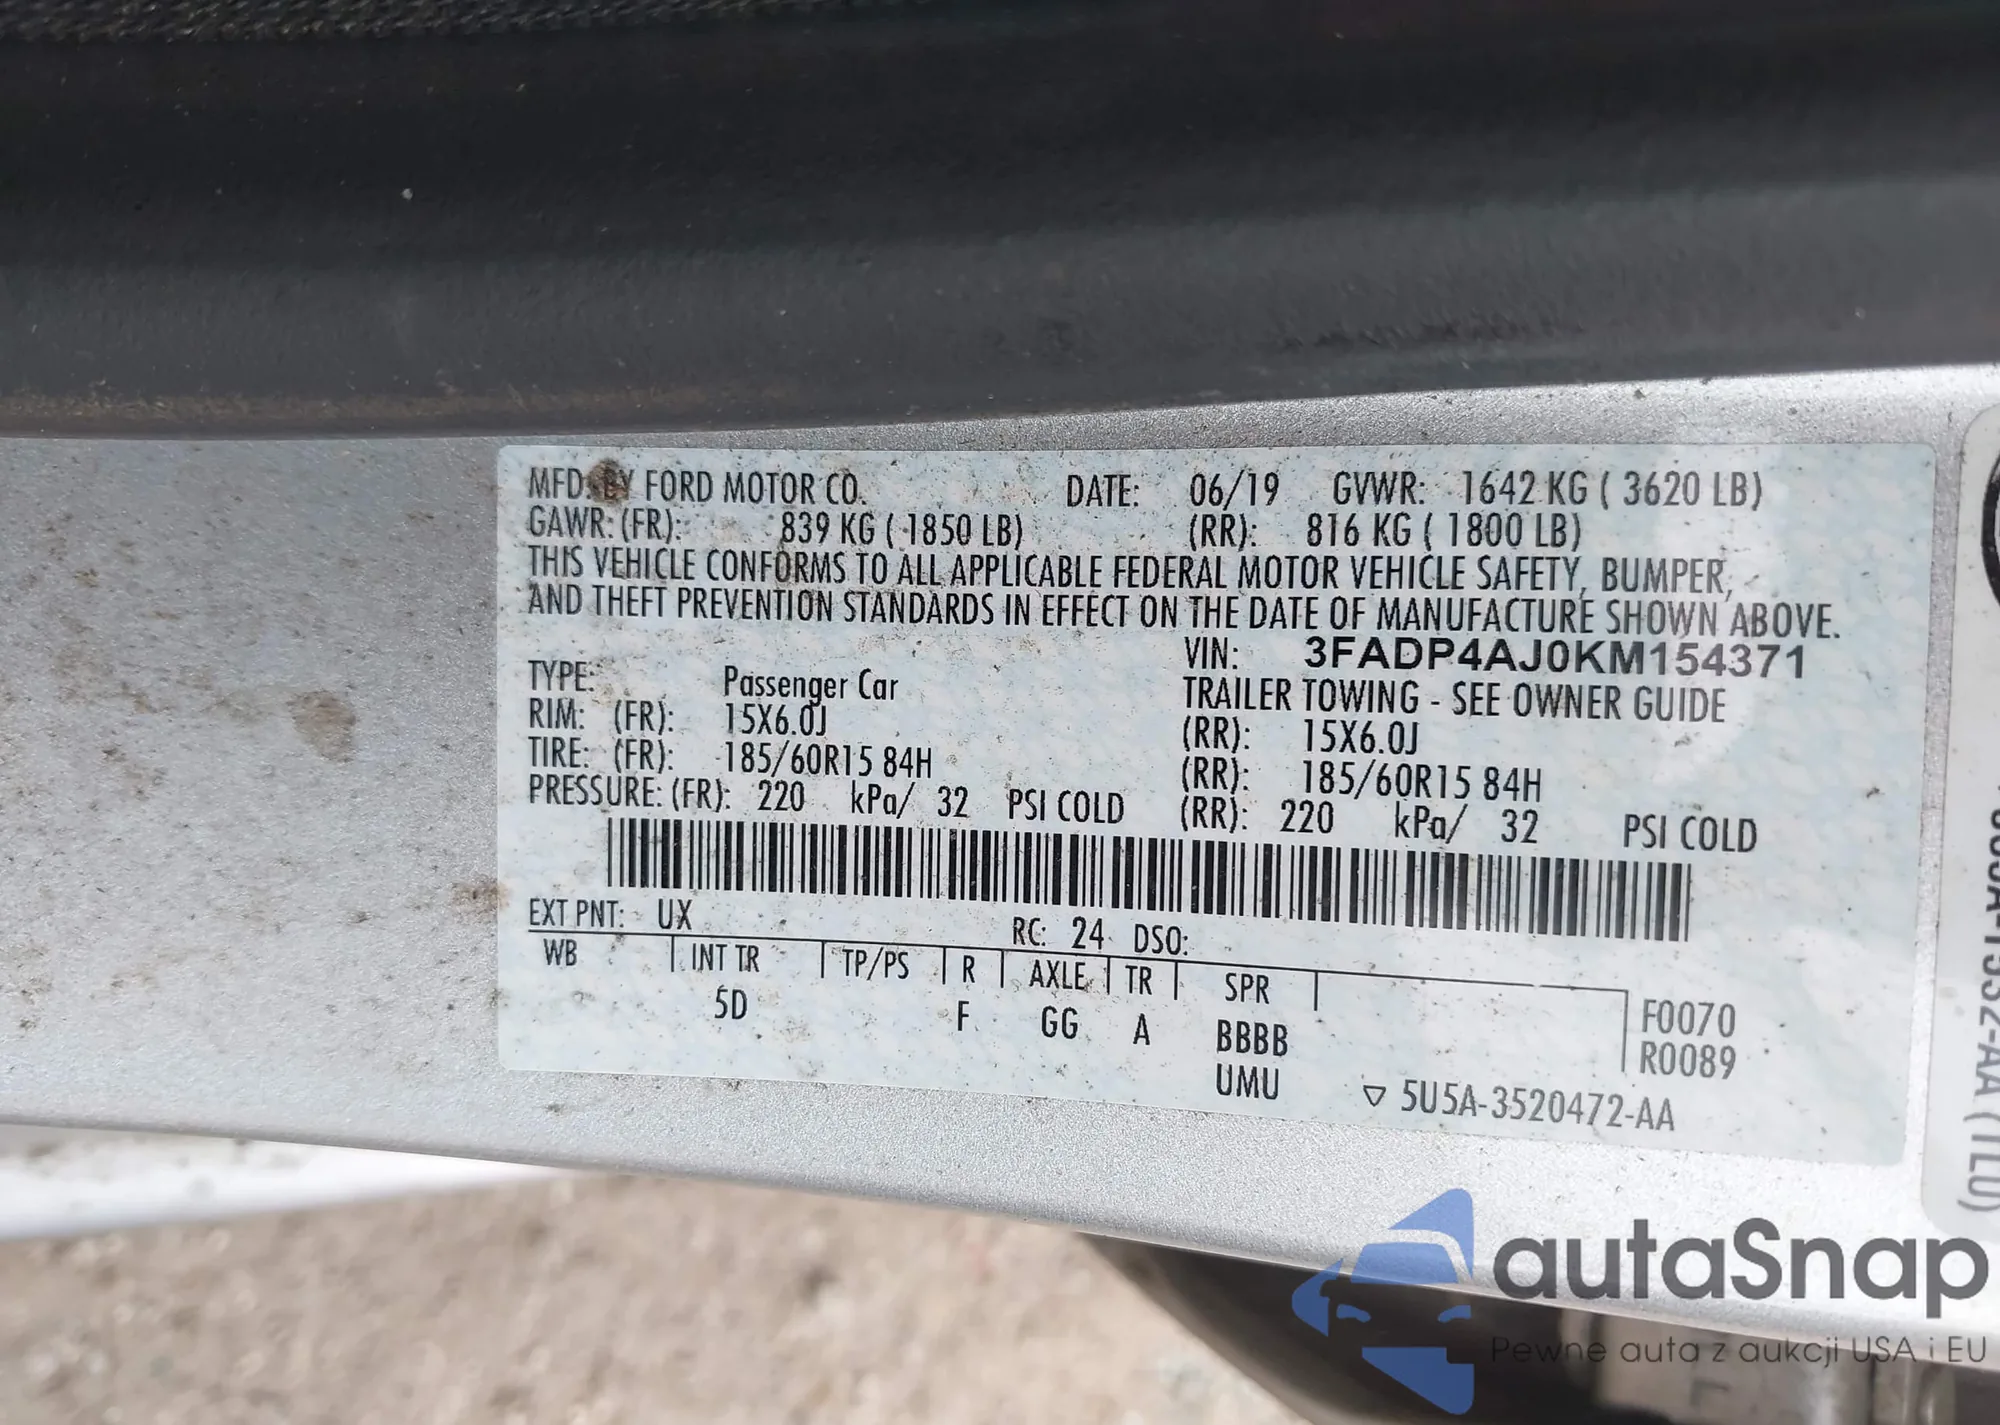 MFD. BY FORD MOTOR CO. DATE: 06/19 GVWR: 1642 KG ( 3620 LB)
GAWR: (FR): 839 KG ( 1850 LB) (RR): 816 KG ( 1800 LB)
THIS VEHICLE CONFORMS TO ALL APPLICABLE FEDERAL MOTOR VEHICLE SAFETY, BUMPER,
AND THEFT PREVENTION STANDARDS IN EFFECT ON THE DATE OF MANUFACTURE SHOWN ABOVE.
VIN: 3FADP4AJ0KM154371
TYPE: Passenger Car TRAILER TOWING - SEE OWNER GUIDE
RIM: (FR): 15X6.0J (RR): 15X6.0J
TIRE: (FR): 185/60R15 84H (RR): 185/60R15 84H
PRESSURE: (FR): 220 kPa/ 32 PSI COLD (RR): 220 kPa/ 32 PSI COLD
EXT PNT: UX RC: 24 DSO:
WB INT TR TP/PS R AXLE TR SPR
5D F GG A BBBB
UMU
F0070
R0089
▽ 5U5A-3520472-AA
autaSnap
Pewne auta z aukcji USA i EU